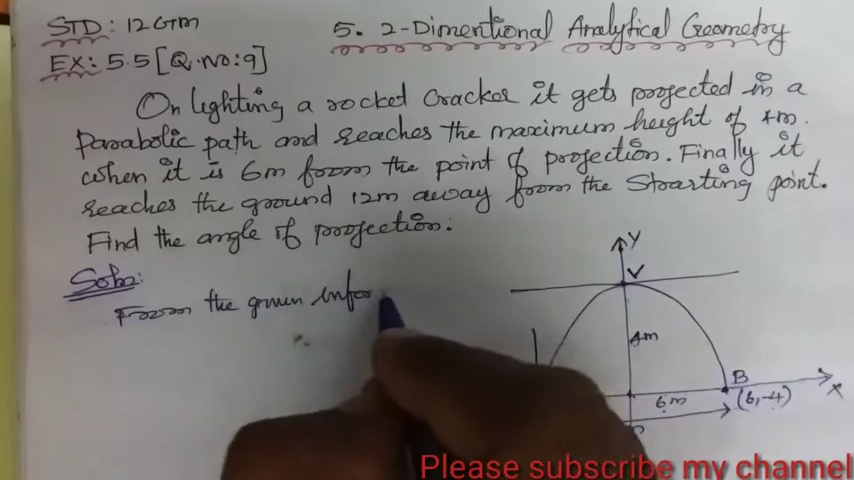 STD: 12th 5. 2-Dimentional Analytical Geometry
EX: 5.5 [Q.No:9]
On lighting a rocket cracker it gets projected in a
parabolic path and reaches the maximum height of 4m.
when it is 6m from the point of projection. Finally it
reaches the ground 12m away from the starting point.
Find the angle of projection.
Soln:
From the given infor
Y
V
4m
B
6m
(6,-4)
X
Please subscribe my channel